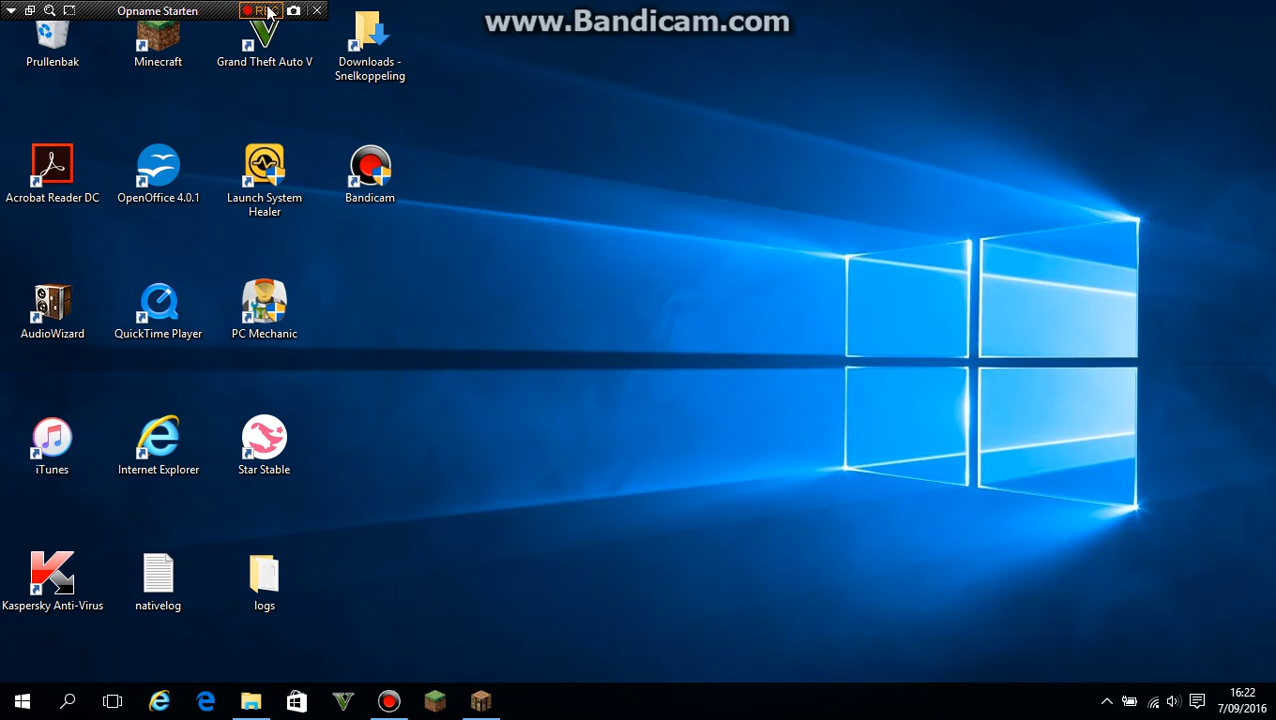 Opname Starten
REC
www.Bandicam.com
Prullenbak
Minecraft
Grand Theft Auto V
Downloads -
Snelkoppeling
Acrobat Reader DC
OpenOffice 4.0.1
Launch System
Healer
Bandicam
AudioWizard
QuickTime Player
PC Mechanic
iTunes
Internet Explorer
Star Stable
Kaspersky Anti-Virus
nativelog
logs
16:22
7/09/2016